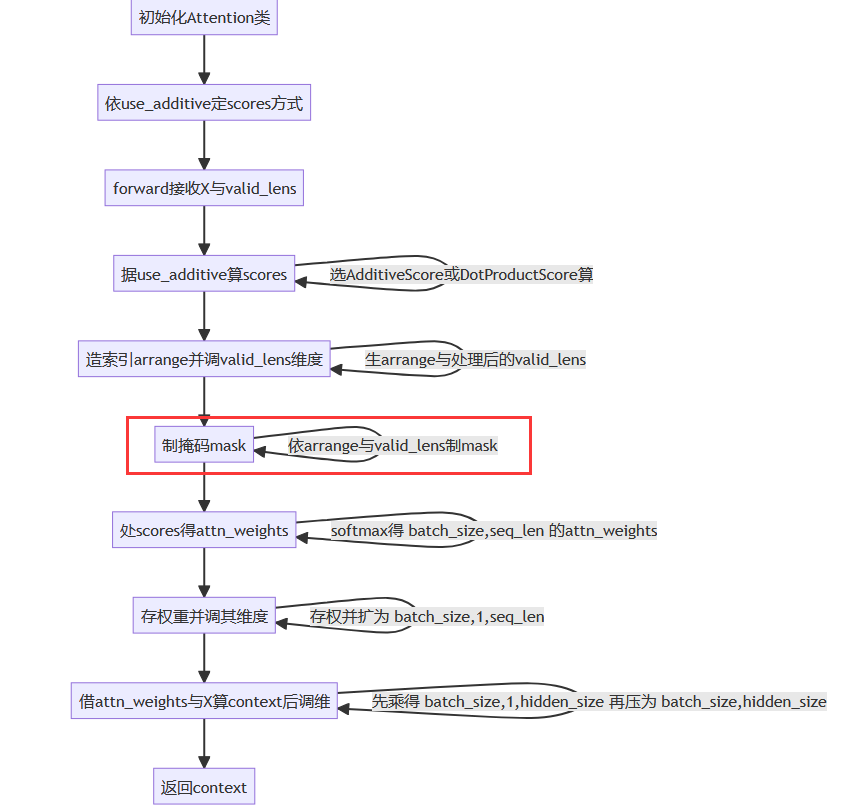 初始化Attention类
依use_additive定scores方式
forward接收X与valid_lens
据use_additive算scores
选AdditiveScore或DotProductScore算
造索引arrange并调valid_lens维度
生arrange与处理后的valid_lens
制掩码mask
依arrange与valid_lens制mask
处scores得attn_weights
softmax得 batch_size,seq_len 的attn_weights
存权重并调其维度
存权并扩为 batch_size,1,seq_len
借attn_weights与X算context后调维
先乘得 batch_size,1,hidden_size 再压为 batch_size,hidden_size
返回context